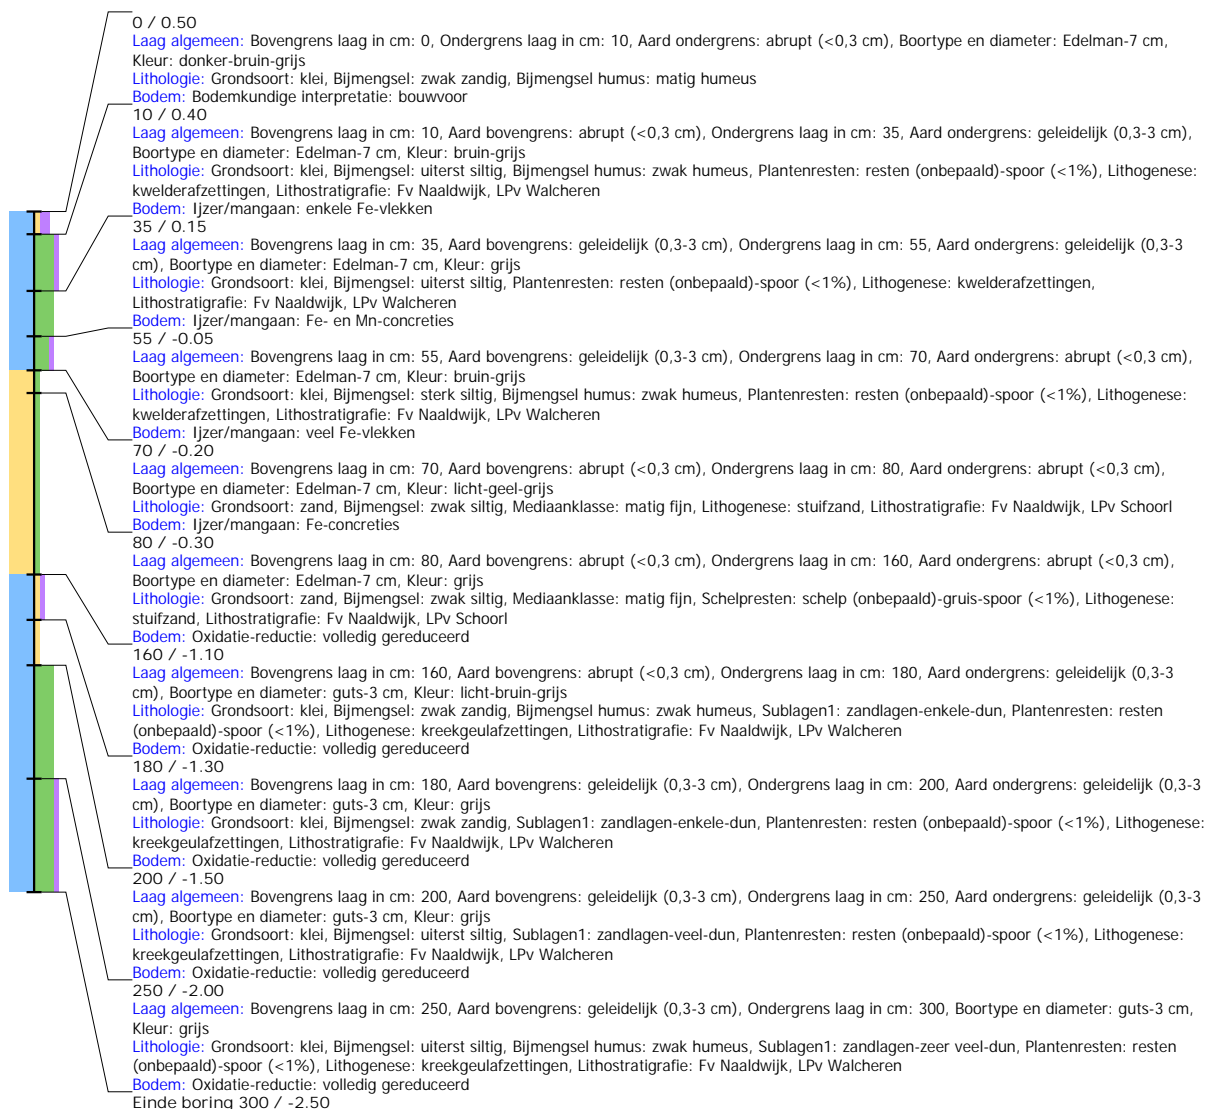 0 / 0.50
Laag algemeen: Bovengrens laag in cm: 0, Ondergrens laag in cm: 10, Aard ondergrens: abrupt (<0,3 cm), Boortype en diameter: Edelman-7 cm,
Kleur: donker-bruin-grijs
Lithologie: Grondsoort: klei, Bijmengsel: zwak zandig, Bijmengsel humus: matig humeus
Bodem: Bodemkundige interpretatie: bouwvoor
10 / 0.40
Laag algemeen: Bovengrens laag in cm: 10, Aard bovengrens: abrupt (<0,3 cm), Ondergrens laag in cm: 35, Aard ondergrens: geleidelijk (0,3-3 cm),
Boortype en diameter: Edelman-7 cm, Kleur: bruin-grijs
Lithologie: Grondsoort: klei, Bijmengsel: uiterst siltig, Bijmengsel humus: zwak humeus, Plantenresten: resten (onbepaald)-spoor (<1%), Lithogenese:
kwelderafzettingen, Lithostratigrafie: Fv Naaldwijk, LPv Walcheren
Bodem: Ijzer/mangaan: enkele Fe-vlekken
35 / 0.15
Laag algemeen: Bovengrens laag in cm: 35, Aard bovengrens: geleidelijk (0,3-3 cm), Ondergrens laag in cm: 55, Aard ondergrens: geleidelijk (0,3-3
cm), Boortype en diameter: Edelman-7 cm, Kleur: grijs
Lithologie: Grondsoort: klei, Bijmengsel: uiterst siltig, Plantenresten: resten (onbepaald)-spoor (<1%), Lithogenese: kwelderafzettingen,
Lithostratigrafie: Fv Naaldwijk, LPv Walcheren
Bodem: Ijzer/mangaan: Fe- en Mn-concreties
55 / -0.05
Laag algemeen: Bovengrens laag in cm: 55, Aard bovengrens: geleidelijk (0,3-3 cm), Ondergrens laag in cm: 70, Aard ondergrens: abrupt (<0,3 cm),
Boortype en diameter: Edelman-7 cm, Kleur: bruin-grijs
Lithologie: Grondsoort: klei, Bijmengsel: sterk siltig, Bijmengsel humus: zwak humeus, Plantenresten: resten (onbepaald)-spoor (<1%), Lithogenese:
kwelderafzettingen, Lithostratigrafie: Fv Naaldwijk, LPv Walcheren
Bodem: Ijzer/mangaan: veel Fe-vlekken
70 / -0.20
Laag algemeen: Bovengrens laag in cm: 70, Aard bovengrens: abrupt (<0,3 cm), Ondergrens laag in cm: 80, Aard ondergrens: abrupt (<0,3 cm),
Boortype en diameter: Edelman-7 cm, Kleur: licht-geel-grijs
Lithologie: Grondsoort: zand, Bijmengsel: zwak siltig, Mediaanklasse: matig fijn, Lithogenese: stuifzand, Lithostratigrafie: Fv Naaldwijk, LPv Schoorl
Bodem: Ijzer/mangaan: Fe-concreties
80 / -0.30
Laag algemeen: Bovengrens laag in cm: 80, Aard bovengrens: abrupt (<0,3 cm), Ondergrens laag in cm: 160, Aard ondergrens: abrupt (<0,3 cm),
Boortype en diameter: Edelman-7 cm, Kleur: grijs
Lithologie: Grondsoort: zand, Bijmengsel: zwak siltig, Mediaanklasse: matig fijn, Schelpresten: schelp (onbepaald)-gruis-spoor (<1%), Lithogenese:
stuifzand, Lithostratigrafie: Fv Naaldwijk, LPv Schoorl
Bodem: Oxidatie-reductie: volledig gereduceerd
160 / -1.10
Laag algemeen: Bovengrens laag in cm: 160, Aard bovengrens: abrupt (<0,3 cm), Ondergrens laag in cm: 180, Aard ondergrens: geleidelijk (0,3-3
cm), Boortype en diameter: guts-3 cm, Kleur: licht-bruin-grijs
Lithologie: Grondsoort: klei, Bijmengsel: zwak zandig, Bijmengsel humus: zwak humeus, Sublagen1: zandlagen-enkele-dun, Plantenresten: resten
(onbepaald)-spoor (<1%), Lithogenese: kreekgeulafzettingen, Lithostratigrafie: Fv Naaldwijk, LPv Walcheren
Bodem: Oxidatie-reductie: volledig gereduceerd
180 / -1.30
Laag algemeen: Bovengrens laag in cm: 180, Aard bovengrens: geleidelijk (0,3-3 cm), Ondergrens laag in cm: 200, Aard ondergrens: geleidelijk (0,3-3
cm), Boortype en diameter: guts-3 cm, Kleur: grijs
Lithologie: Grondsoort: klei, Bijmengsel: zwak zandig, Sublagen1: zandlagen-enkele-dun, Plantenresten: resten (onbepaald)-spoor (<1%), Lithogenese:
kreekgeulafzettingen, Lithostratigrafie: Fv Naaldwijk, LPv Walcheren
Bodem: Oxidatie-reductie: volledig gereduceerd
200 / -1.50
Laag algemeen: Bovengrens laag in cm: 200, Aard bovengrens: geleidelijk (0,3-3 cm), Ondergrens laag in cm: 250, Aard ondergrens: geleidelijk (0,3-3
cm), Boortype en diameter: guts-3 cm, Kleur: grijs
Lithologie: Grondsoort: klei, Bijmengsel: uiterst siltig, Sublagen1: zandlagen-veel-dun, Plantenresten: resten (onbepaald)-spoor (<1%), Lithogenese:
kreekgeulafzettingen, Lithostratigrafie: Fv Naaldwijk, LPv Walcheren
Bodem: Oxidatie-reductie: volledig gereduceerd
250 / -2.00
Laag algemeen: Bovengrens laag in cm: 250, Aard bovengrens: geleidelijk (0,3-3 cm), Ondergrens laag in cm: 300, Boortype en diameter: guts-3 cm,
Kleur: grijs
Lithologie: Grondsoort: klei, Bijmengsel: uiterst siltig, Bijmengsel humus: zwak humeus, Sublagen1: zandlagen-zeer veel-dun, Plantenresten: resten
(onbepaald)-spoor (<1%), Lithogenese: kreekgeulafzettingen, Lithostratigrafie: Fv Naaldwijk, LPv Walcheren
Bodem: Oxidatie-reductie: volledig gereduceerd
Einde boring 300 / -2.50